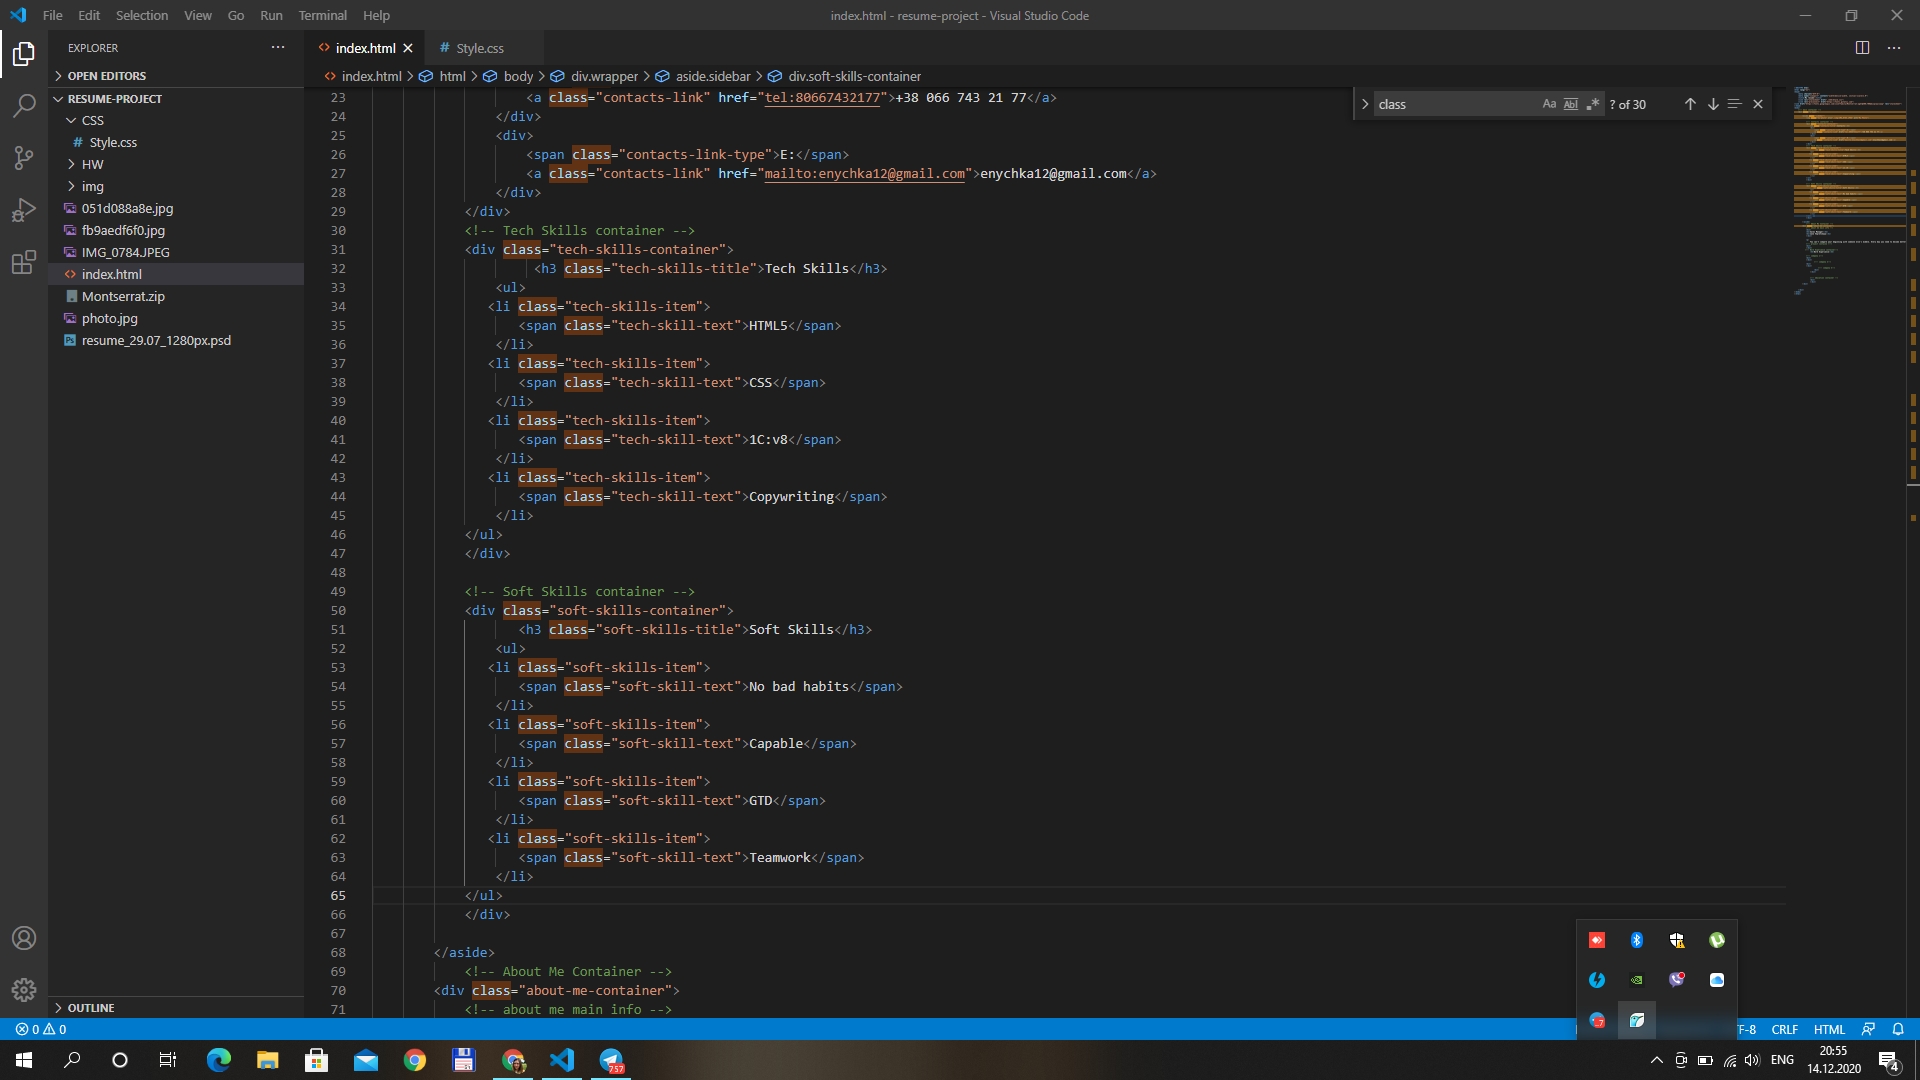 File Edit Selection View Go Run Terminal Help
index.html - resume-project - Visual Studio Code
EXPLORER
OPEN EDITORS
RESUME-PROJECT
CSS
# Style.css
HW
img
051d088a8e.jpg
fb9aedf6f0.jpg
IMG_0784.JPEG
<> index.html
Montserrat.zip
photo.jpg
Ps resume_29.07_1280px.psd
OUTLINE
<> index.html
# Style.css
<> index.html > html > body > div.wrapper > aside.sidebar > div.soft-skills-container
class
Aa Abl .* ? of 30
23 <a class="contacts-link" href="tel:80667432177">+38 066 743 21 77</a>
24 </div>
25 <div>
26 <span class="contacts-link-type">E:</span>
27 <a class="contacts-link" href="mailto:enychka12@gmail.com">enychka12@gmail.com</a>
28 </div>
29 </div>
30 <!-- Tech Skills container -->
31 <div class="tech-skills-container">
32 <h3 class="tech-skills-title">Tech Skills</h3>
33 <ul>
34 <li class="tech-skills-item">
35 <span class="tech-skill-text">HTML5</span>
36 </li>
37 <li class="tech-skills-item">
38 <span class="tech-skill-text">CSS</span>
39 </li>
40 <li class="tech-skills-item">
41 <span class="tech-skill-text">1C:v8</span>
42 </li>
43 <li class="tech-skills-item">
44 <span class="tech-skill-text">Copywriting</span>
45 </li>
46 </ul>
47 </div>
48
49 <!-- Soft Skills container -->
50 <div class="soft-skills-container">
51 <h3 class="soft-skills-title">Soft Skills</h3>
52 <ul>
53 <li class="soft-skills-item">
54 <span class="soft-skill-text">No bad habits</span>
55 </li>
56 <li class="soft-skills-item">
57 <span class="soft-skill-text">Capable</span>
58 </li>
59 <li class="soft-skills-item">
60 <span class="soft-skill-text">GTD</span>
61 </li>
62 <li class="soft-skills-item">
63 <span class="soft-skill-text">Teamwork</span>
64 </li>
65 </ul>
66 </div>
67
68 </aside>
69 <!-- About Me Container -->
70 <div class="about-me-container">
71 <!-- about me main info -->
0 0
F-8 CRLF HTML
757
ENG
20:55
14.12.2020
4